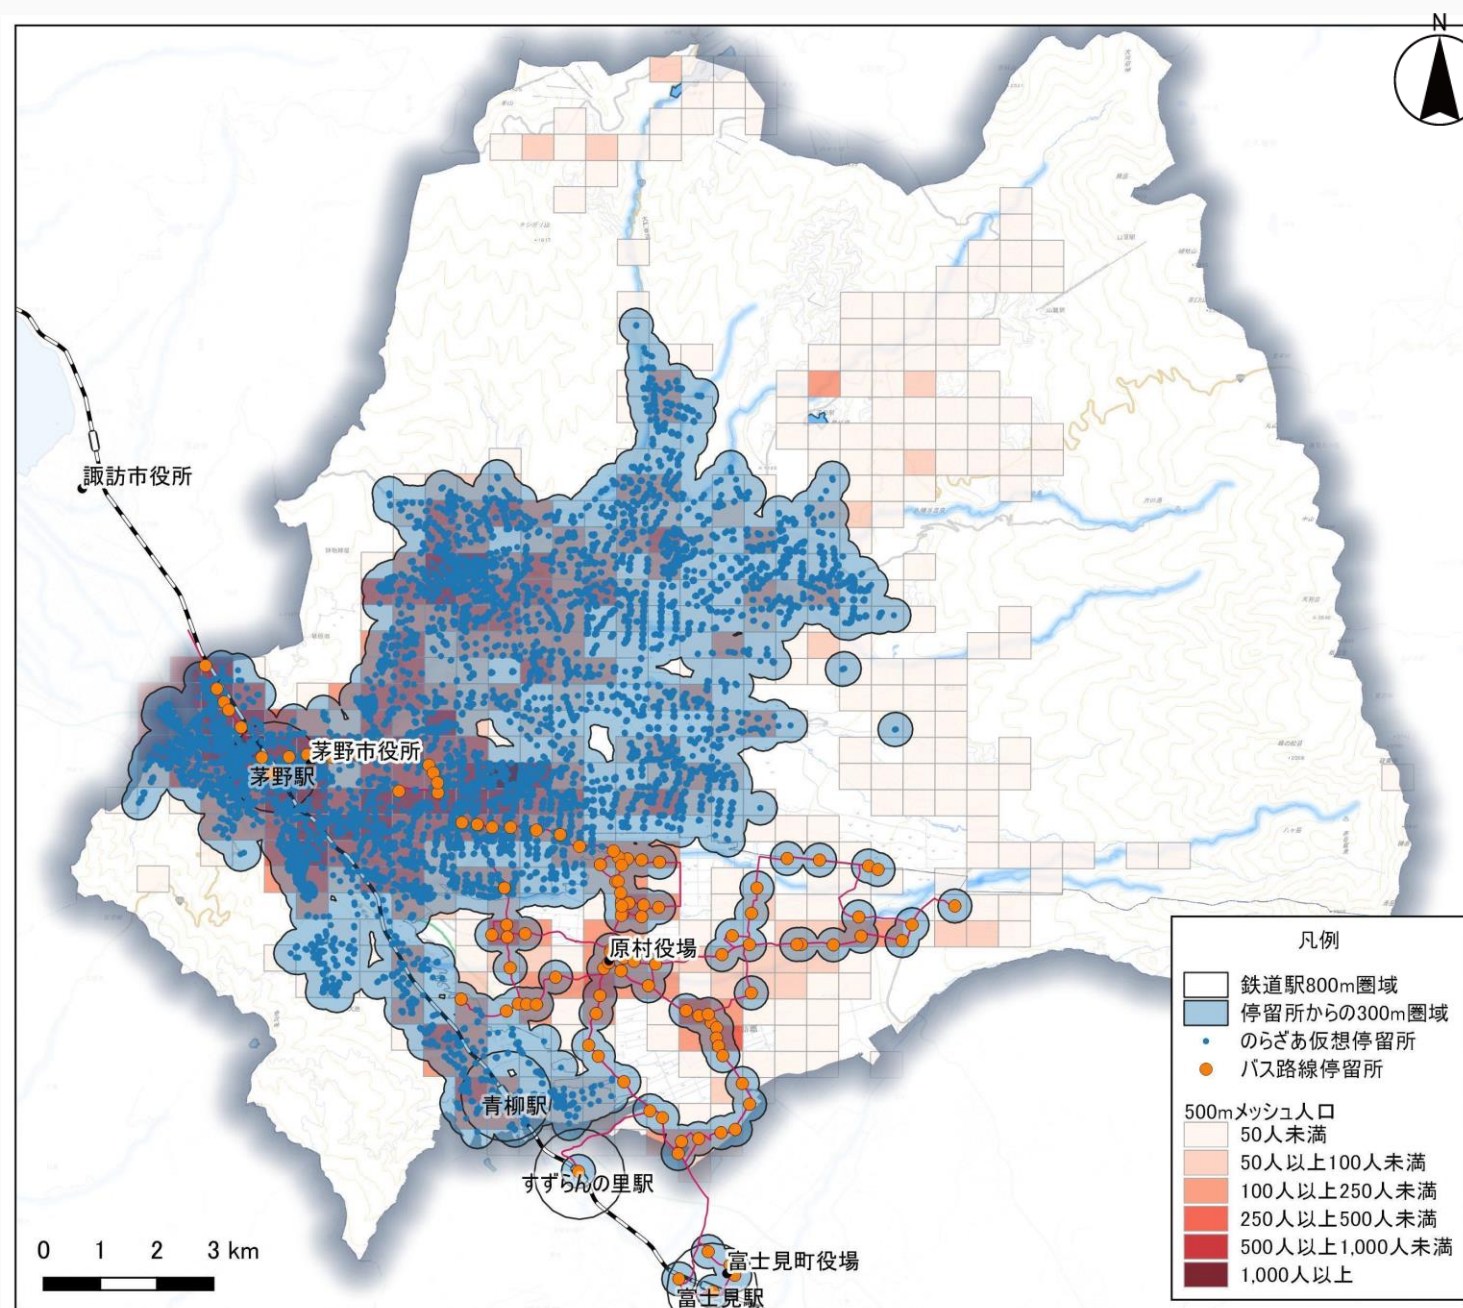 N
諏訪市役所
茅野市役所
茅野駅
原村役場
青柳駅
すずらんの里駅
富士見町役場
富士見駅
0 1 2 3 km
凡例
鉄道駅800m圏域
停留所からの300m圏域
のらざあ仮想停留所
バス路線停留所
500mメッシュ人口
50人未満
50人以上100人未満
100人以上250人未満
250人以上500人未満
500人以上1,000人未満
1,000人以上